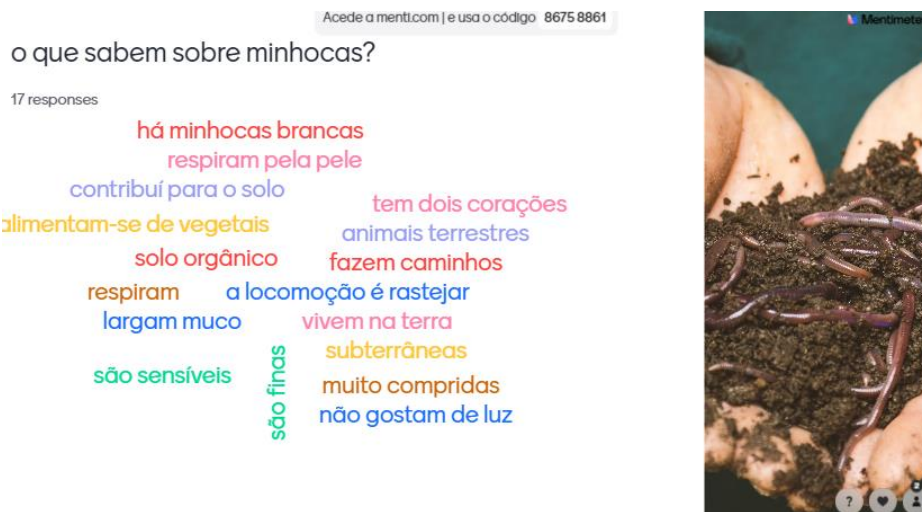 Acede a menti.com | e usa o código 8675 8861
Mentimete
o que sabem sobre minhocas?
17 responses
há minhocas brancas
respiram pela pele
contribuí para o solo
tem dois corações
alimentam-se de vegetais
animais terrestres
solo orgânico
fazem caminhos
respiram
a locomoção é rastejar
largam muco
vivem na terra
subterrâneas
são sensíveis
são finas
muito compridas
não gostam de luz
?